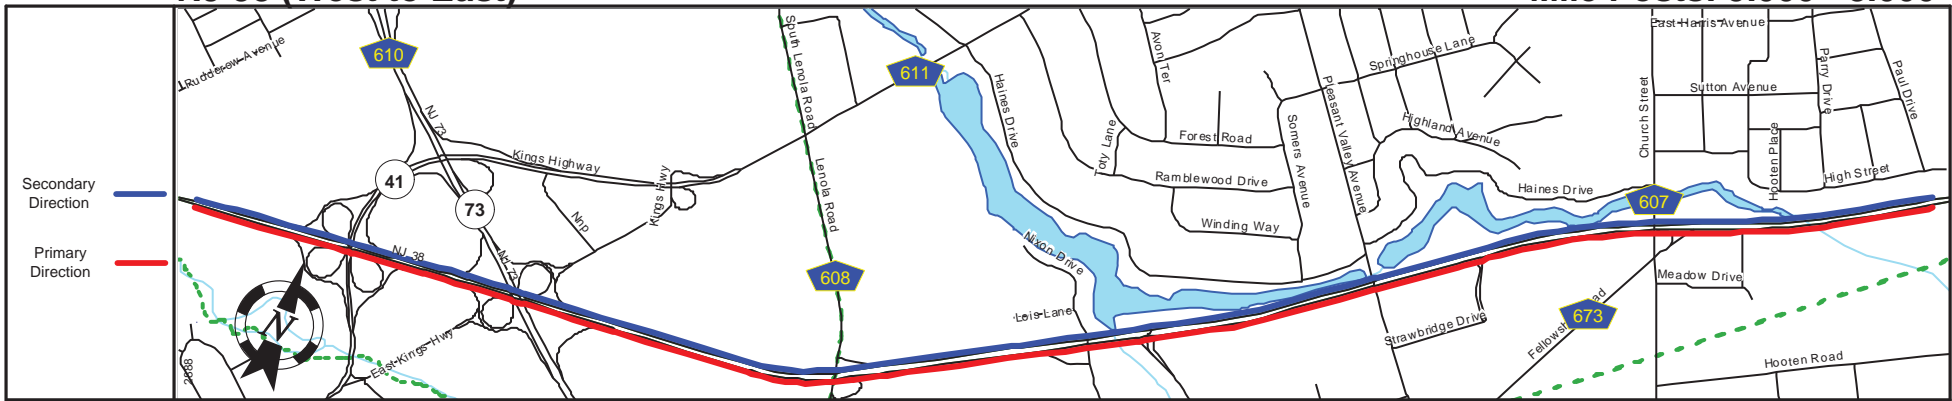 Secondary
Direction
Primary
Direction
Rudderow Avenue
610
NJ 73
41
73
Kings Highway
Kings Hwy
Nnp
NJ 38
NJ 73
East Kings Hwy
2888
N
South Lenola Road
Lenola Road
608
611
Haines Drive
Nixon Drive
Lois Lane
Avon Ter
Toty Lane
Forest Road
Ramblewood Drive
Winding Way
Somers Avenue
Pleasant Valley Avenue
Springhouse Lane
Highland Avenue
Haines Drive
Strawbridge Drive
673
607
Church Street
East Harris Avenue
Sutton Avenue
Hooten Place
Parry Drive
Paul Drive
High Street
Meadow Drive
Hooten Road